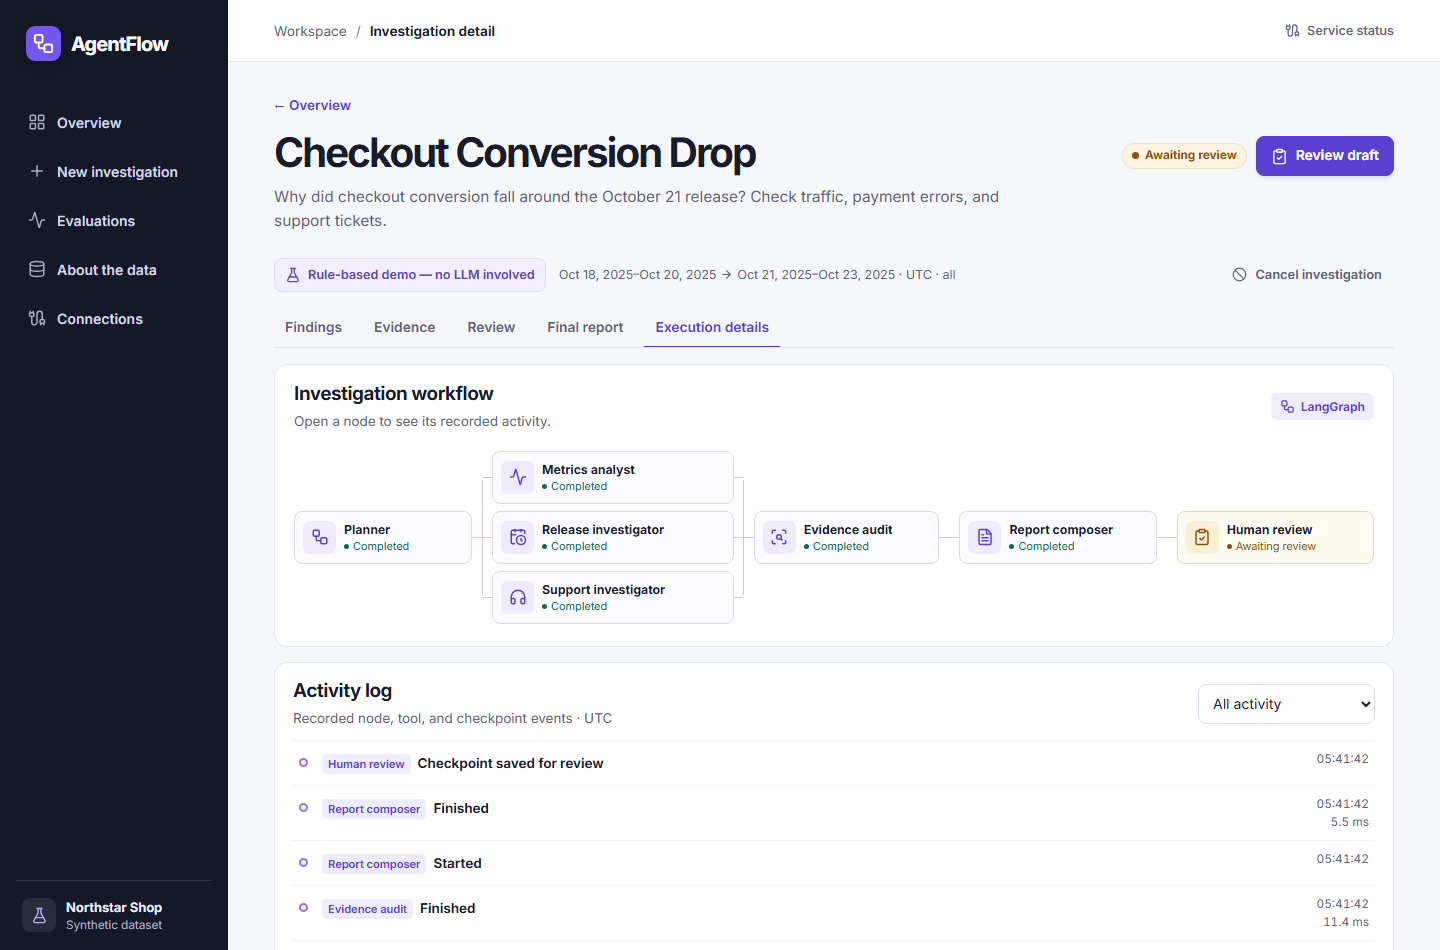 AgentFlow
Overview
New investigation
Evaluations
About the data
Connections
Northstar Shop
Synthetic dataset
Workspace / Investigation detail
Service status
← Overview
Checkout Conversion Drop
Awaiting review
Review draft
Why did checkout conversion fall around the October 21 release? Check traffic, payment errors, and
support tickets.
Rule-based demo — no LLM involved
Oct 18, 2025–Oct 20, 2025 → Oct 21, 2025–Oct 23, 2025 · UTC · all
Cancel investigation
Findings
Evidence
Review
Final report
Execution details
Investigation workflow
Open a node to see its recorded activity.
LangGraph
Planner
Completed
Metrics analyst
Completed
Release investigator
Completed
Support investigator
Completed
Evidence audit
Completed
Report composer
Completed
Human review
Awaiting review
Activity log
Recorded node, tool, and checkpoint events · UTC
All activity
Human review Checkpoint saved for review
05:41:42
Report composer Finished
05:41:42
5.5 ms
Report composer Started
05:41:42
Evidence audit Finished
05:41:42
11.4 ms